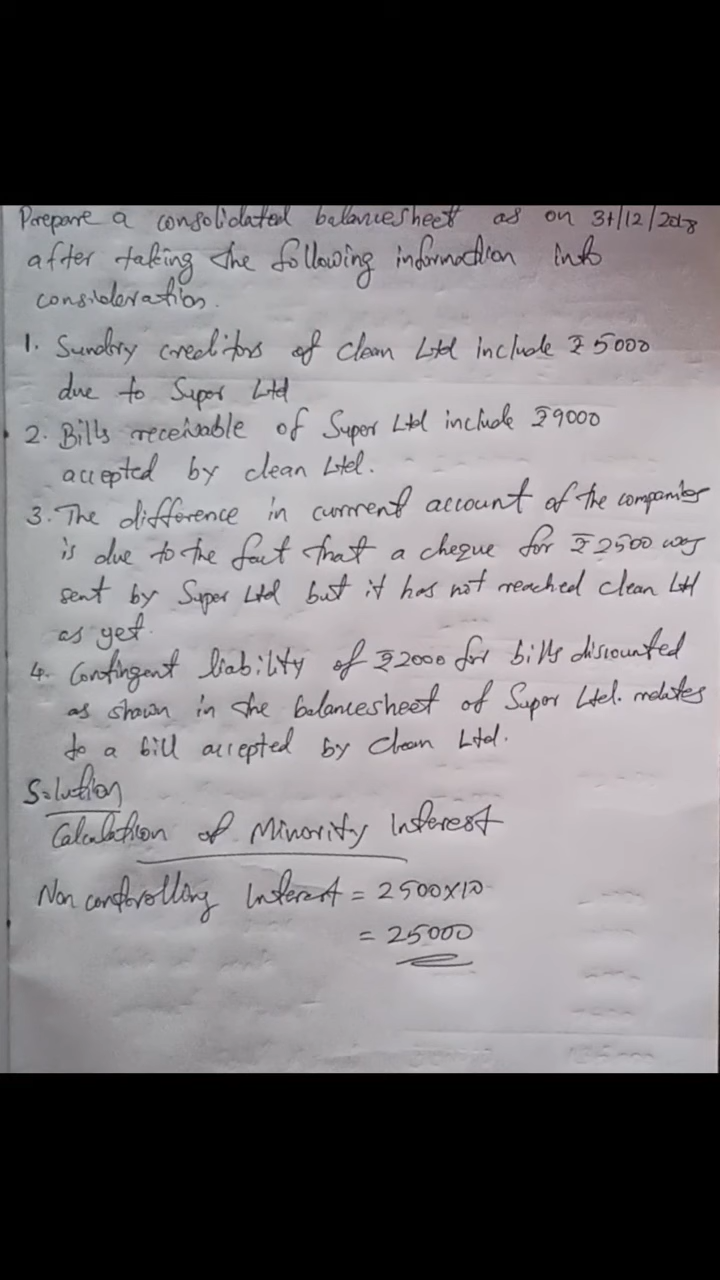 Prepare a consolidated balancesheet as on 31/12/2018
after taking the following information into
consideration.
1. Sundry creditors of Clean Ltd include ₹5000
due to Super Ltd
2. Bills receivable of Super Ltd include ₹9000
accepted by clean Ltd.
3. The difference in current account of the companies
is due to the fact that a cheque for ₹2500 was
sent by Super Ltd but it has not reached clean Ltd
as yet.
4. Contingent liability of ₹2000 for bills discounted
as shown in the balancesheet of Super Ltd. relates
to a bill accepted by Clean Ltd.
Solution
Calculation of Minority Interest
Non controlling Interest = 2500×10
= 25000